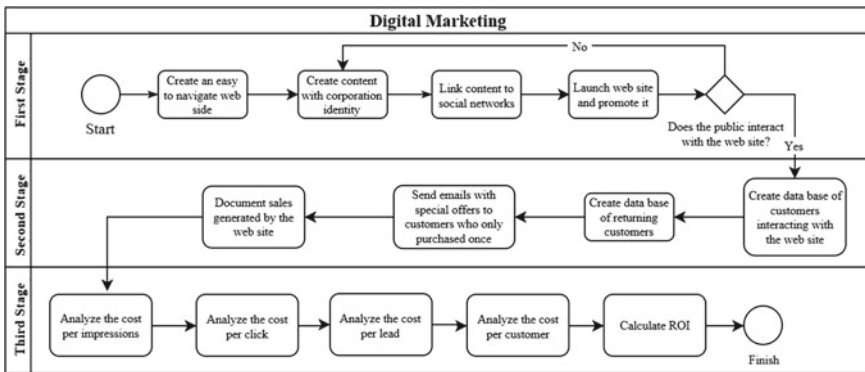 Digital Marketing
First Stage
Start
Create an easy
to navigate web
side
Create content
with corporation
identity
Link content to
social networks
Launch web site
and promote it
No
Does the public interact
with the web site?
Yes
Second Stage
Document sales
generated by the
web site
Send emails with
special offers to
customers who only
purchased once
Create data base
of returning
customers
Create data base of
customers
interacting with
the web site
Third Stage
Analyze the cost
per impressions
Analyze the cost
per click
Analyze the cost
per lead
Analyze the cost
per customer
Calculate ROI
Finish